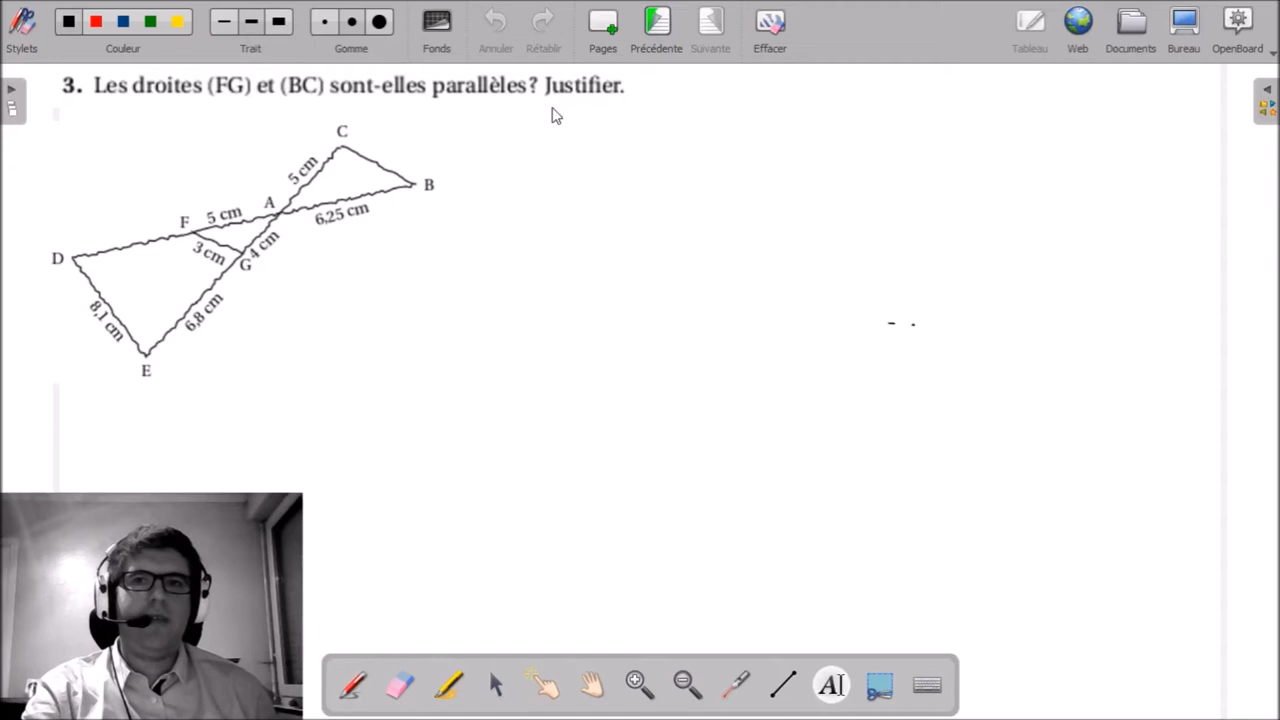 Stylets Couleur Trait Gomme Fonds Annuler Rétablir Pages Précédente Suivante Effacer Tableau Web Documents Bureau OpenBoard
3. Les droites (FG) et (BC) sont-elles parallèles? Justifier.
C
5 cm
B
A
F 5 cm
6,25 cm
D
3 cm
4 cm
G
8,1 cm
6,8 cm
E
AI